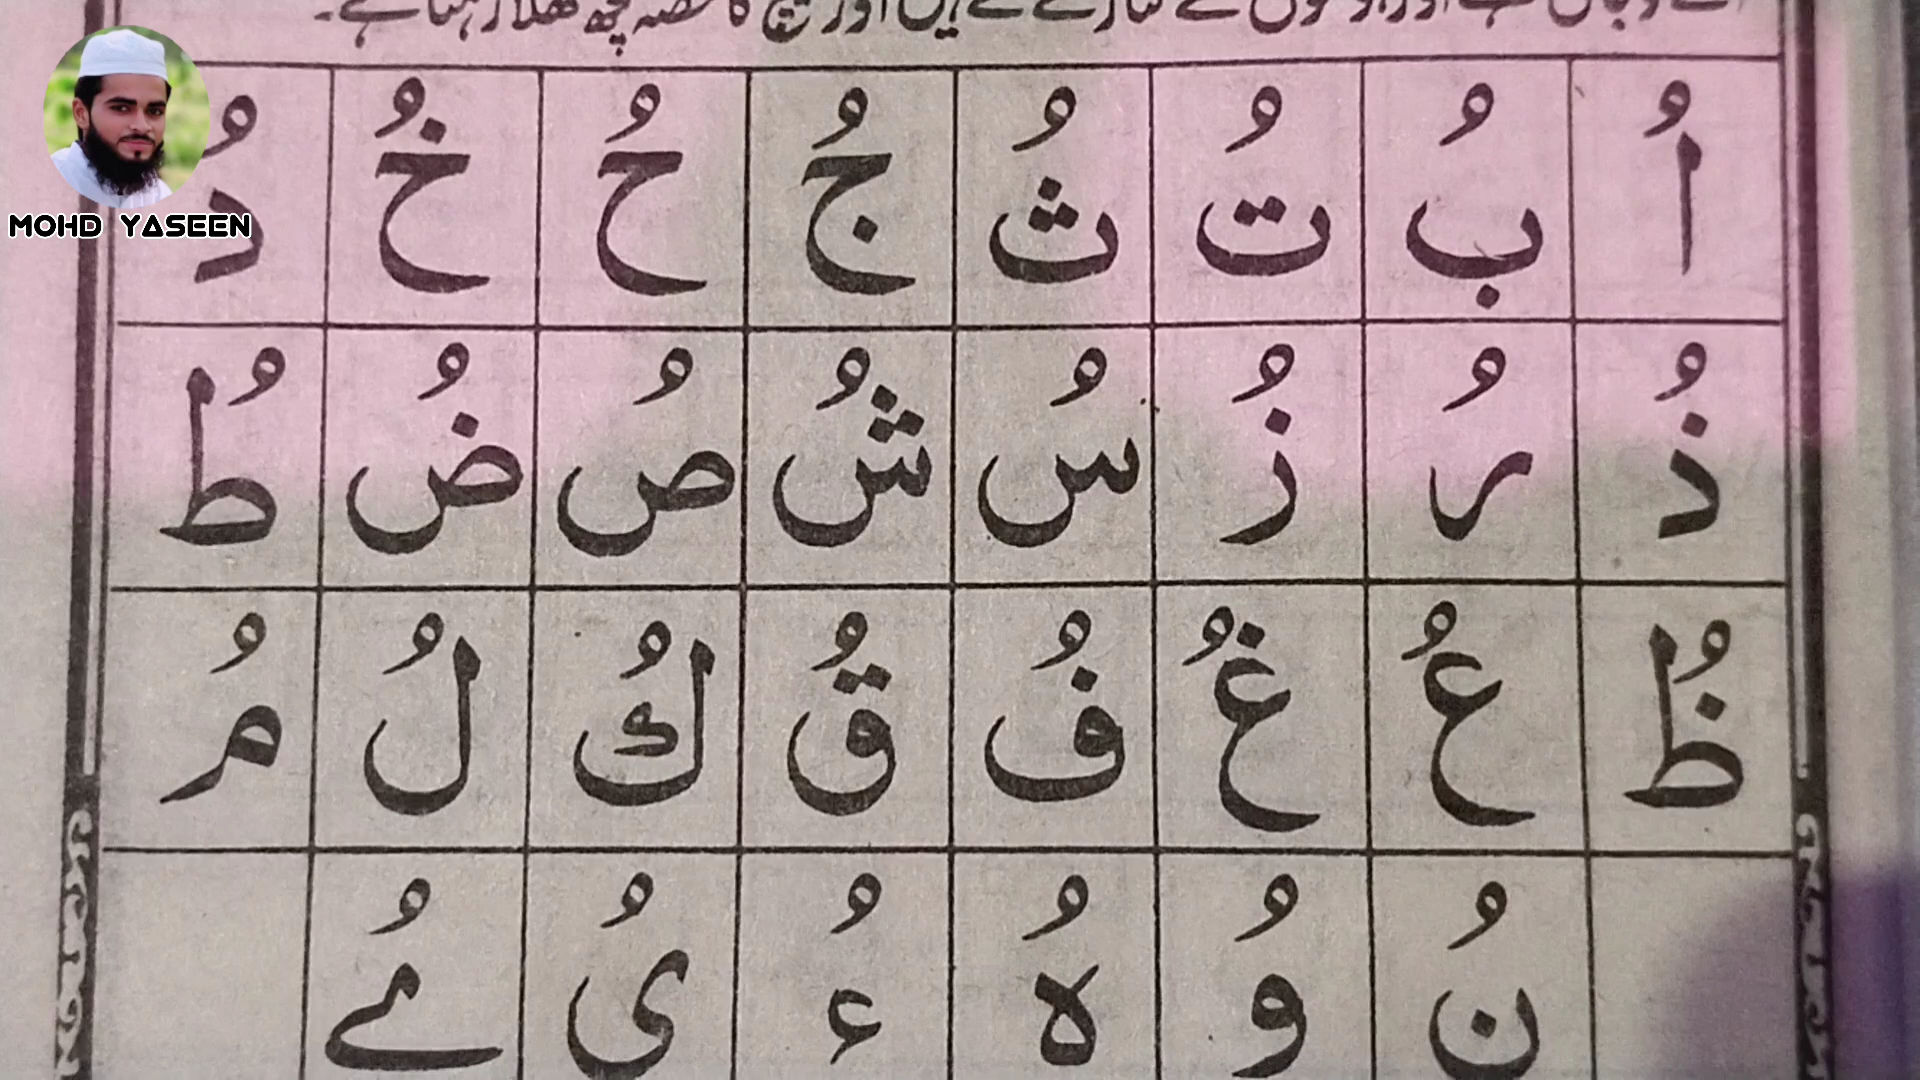 اُ بُ تُ ثُ جُ حُ خُ دُ
ذُ رُ زُ سُ شُ صُ ضُ طُ
ظُ عُ غُ فُ قُ كُ لُ مُ
نُ وُ هُ ءُ ىُ ےُ
MOHD YASEEN